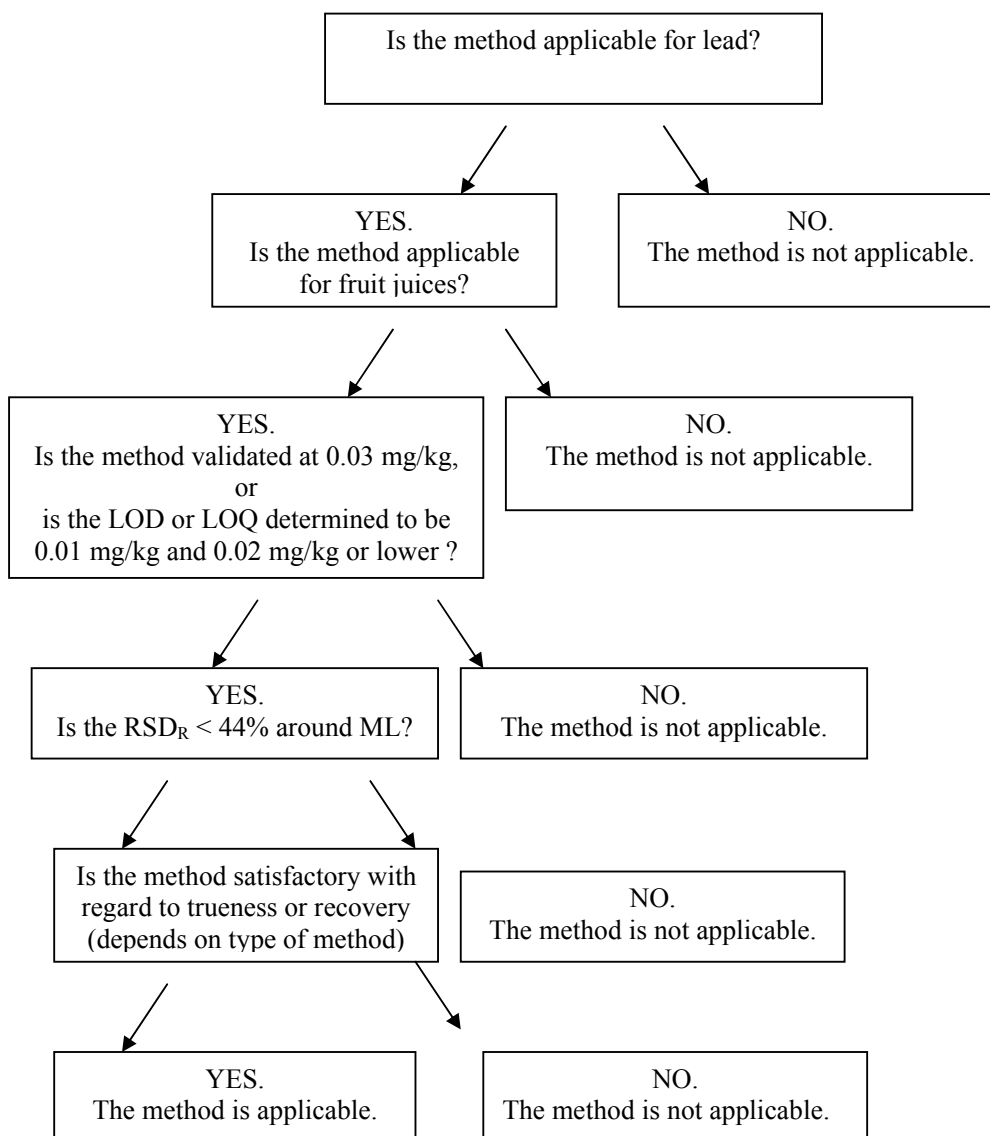 Is the method applicable for lead?
YES.
Is the method applicable
for fruit juices?
NO.
The method is not applicable.
YES.
Is the method validated at 0.03 mg/kg,
or
is the LOD or LOQ determined to be
0.01 mg/kg and 0.02 mg/kg or lower ?
NO.
The method is not applicable.
YES.
Is the RSDR < 44% around ML?
NO.
The method is not applicable.
Is the method satisfactory with
regard to trueness or recovery
(depends on type of method)
NO.
The method is not applicable.
YES.
The method is applicable.
NO.
The method is not applicable.